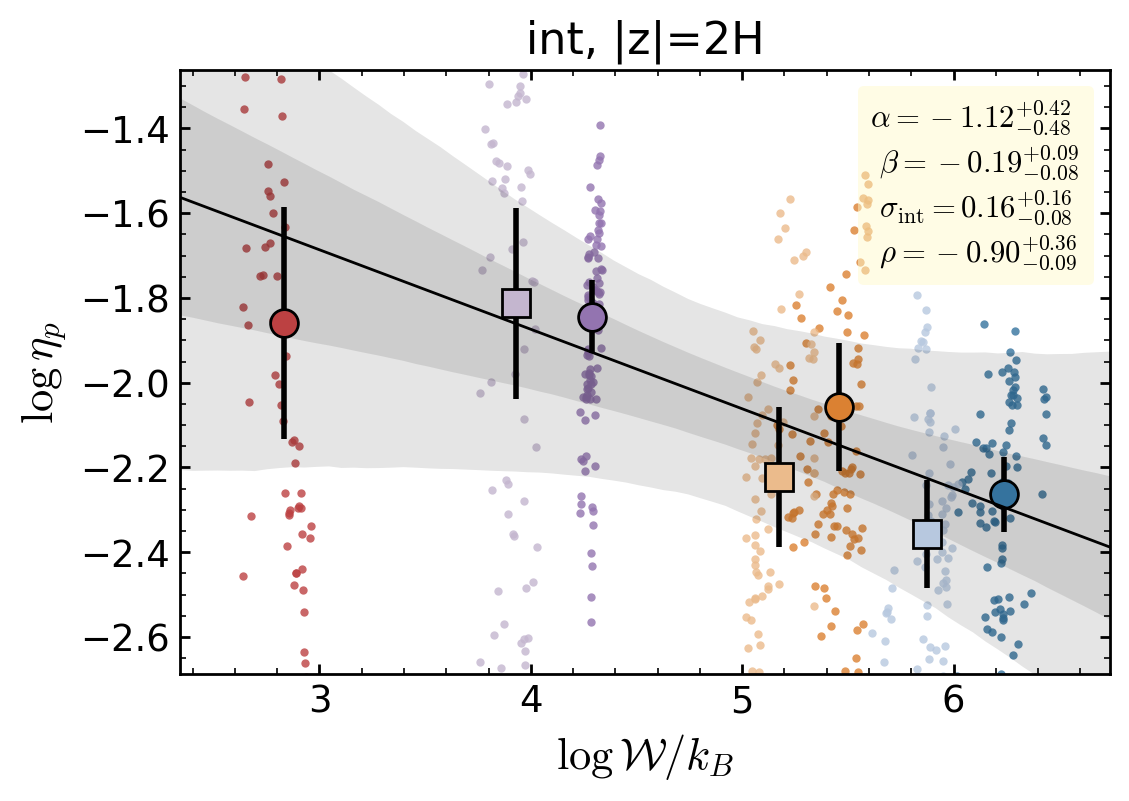 int, |z|=2H
α = − 1.12^{+0.42}_{−0.48}
β = − 0.19^{+0.09}_{−0.08}
σ_int = 0.16^{+0.16}_{−0.08}
ρ = − 0.90^{+0.36}_{−0.09}
log η_p
−1.4
−1.6
−1.8
−2.0
−2.2
−2.4
−2.6
3 4 5 6
log 𝒲/k_B